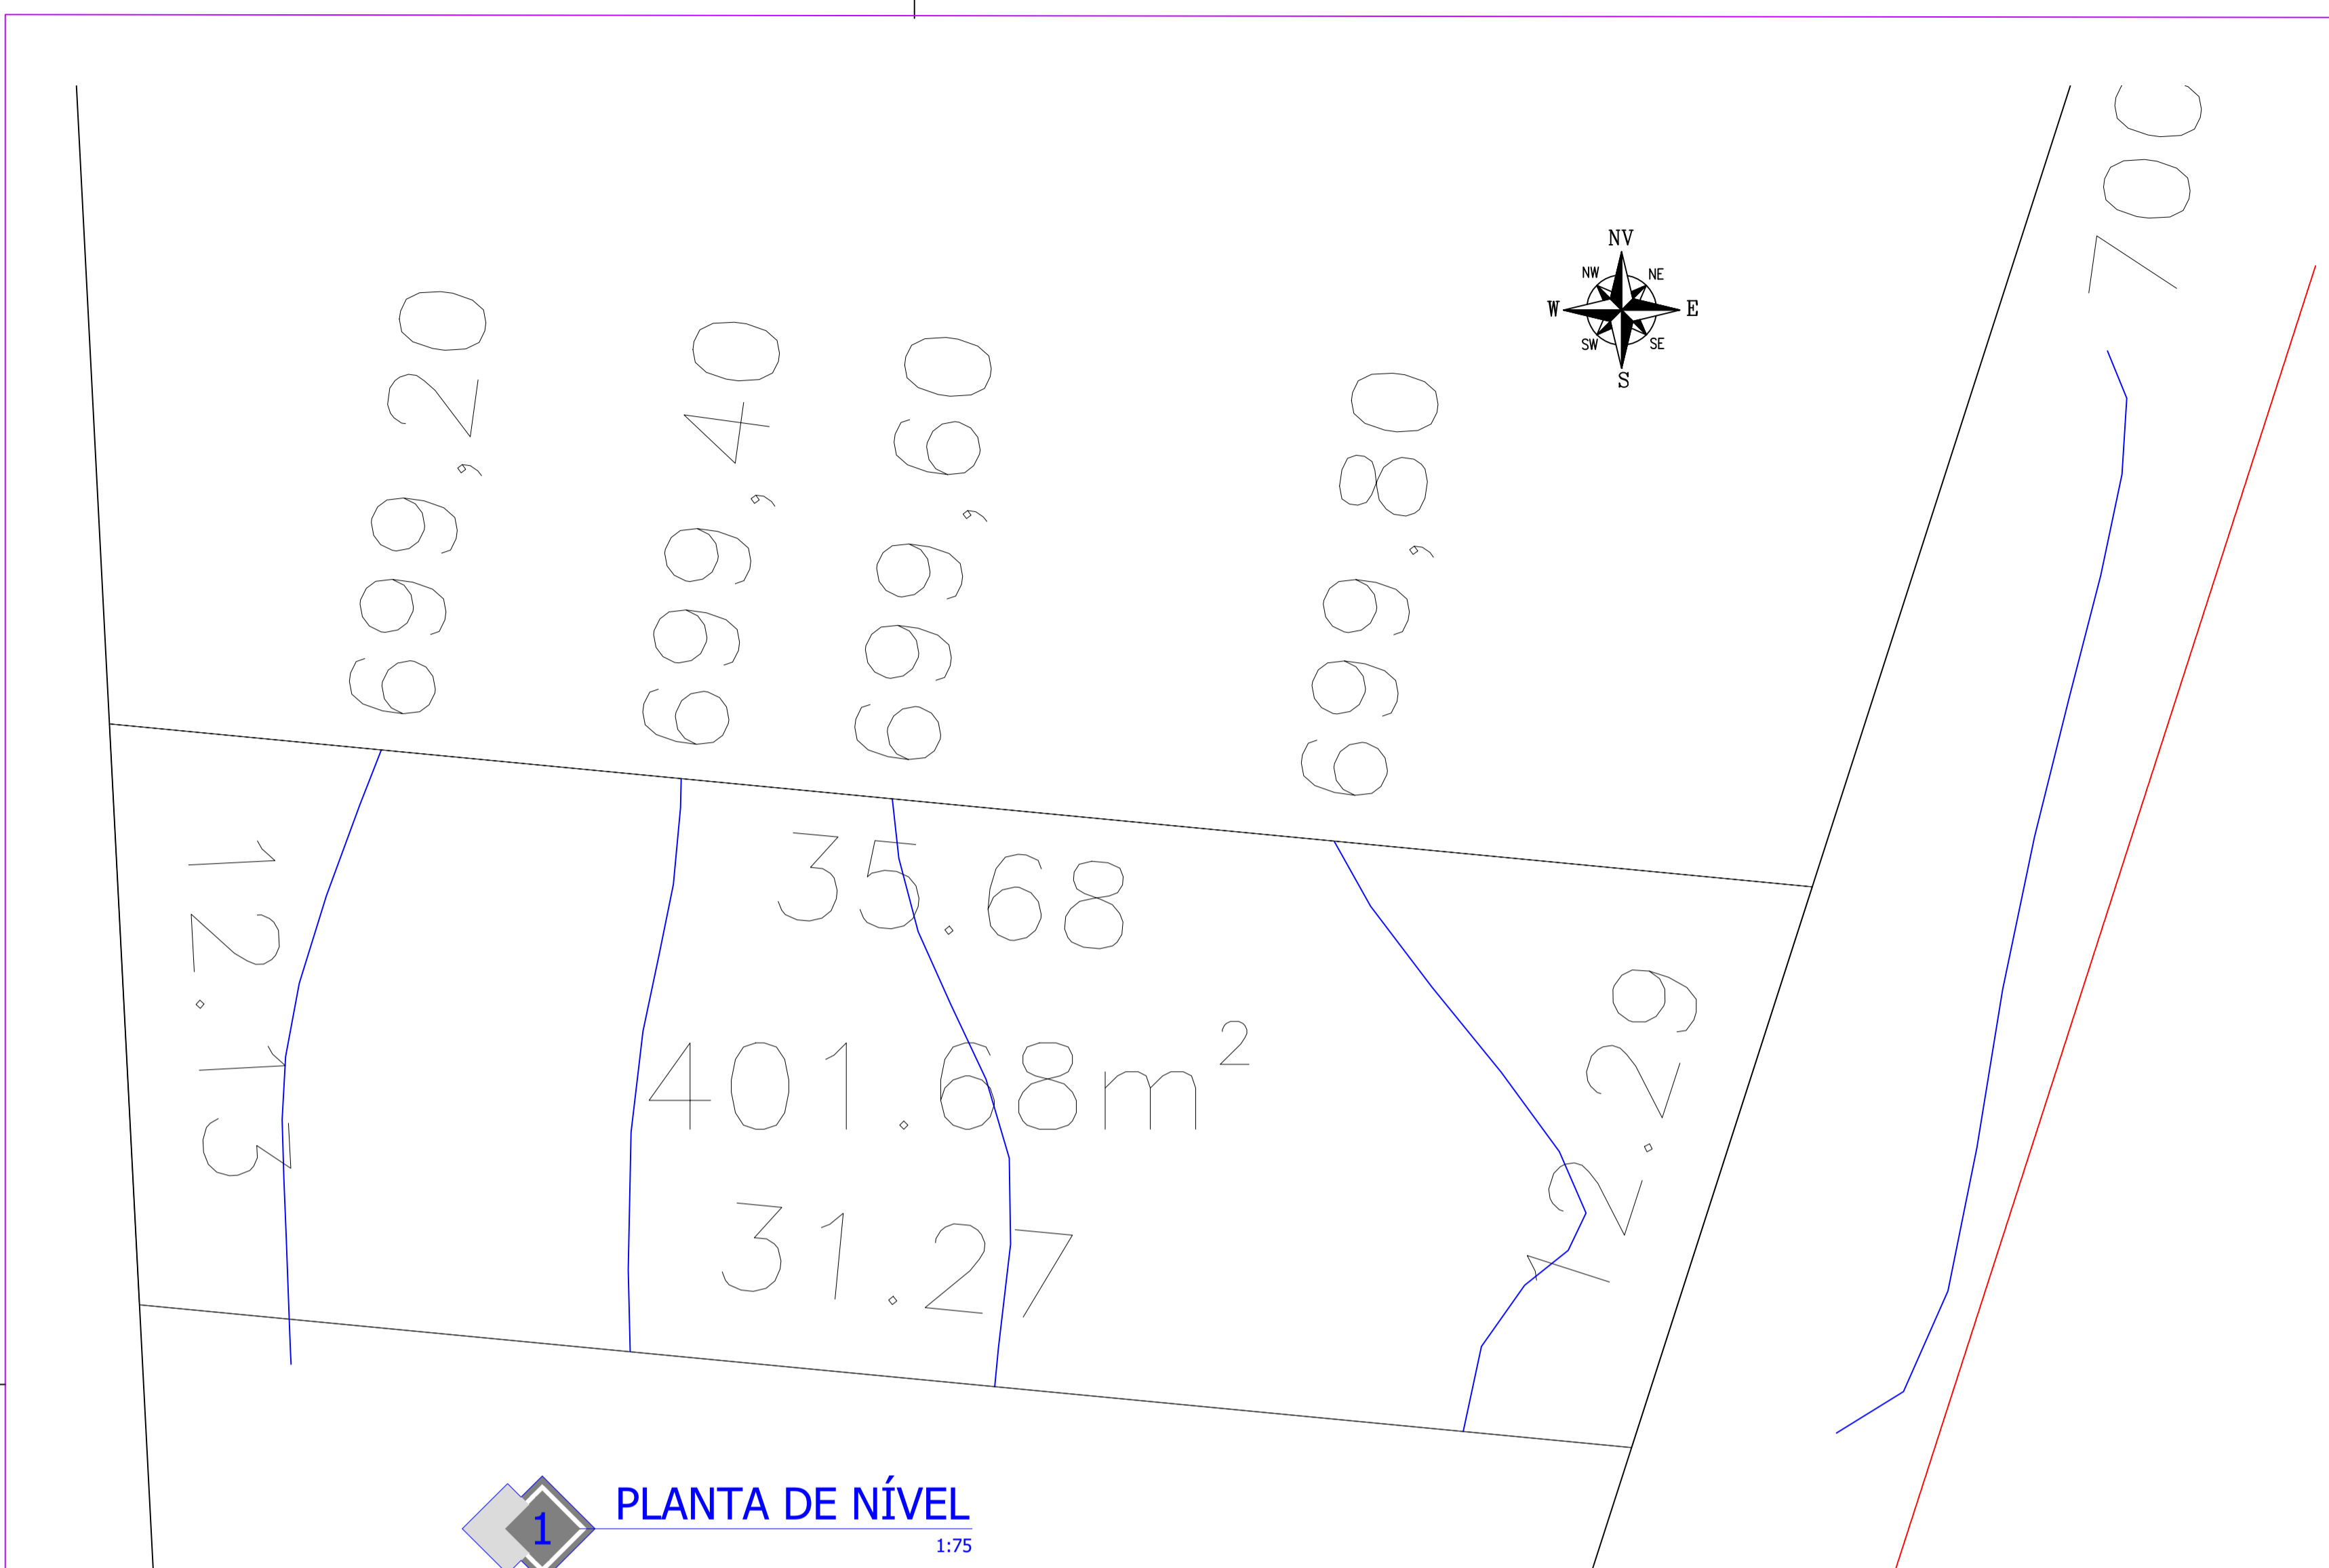 699,20
699,40
699,60
699,80
700
NV
NW
NE
W
E
SW
SE
S
35.68
12.13
401.68m²
12.29
31.27
1
PLANTA DE NÍVEL
1:75